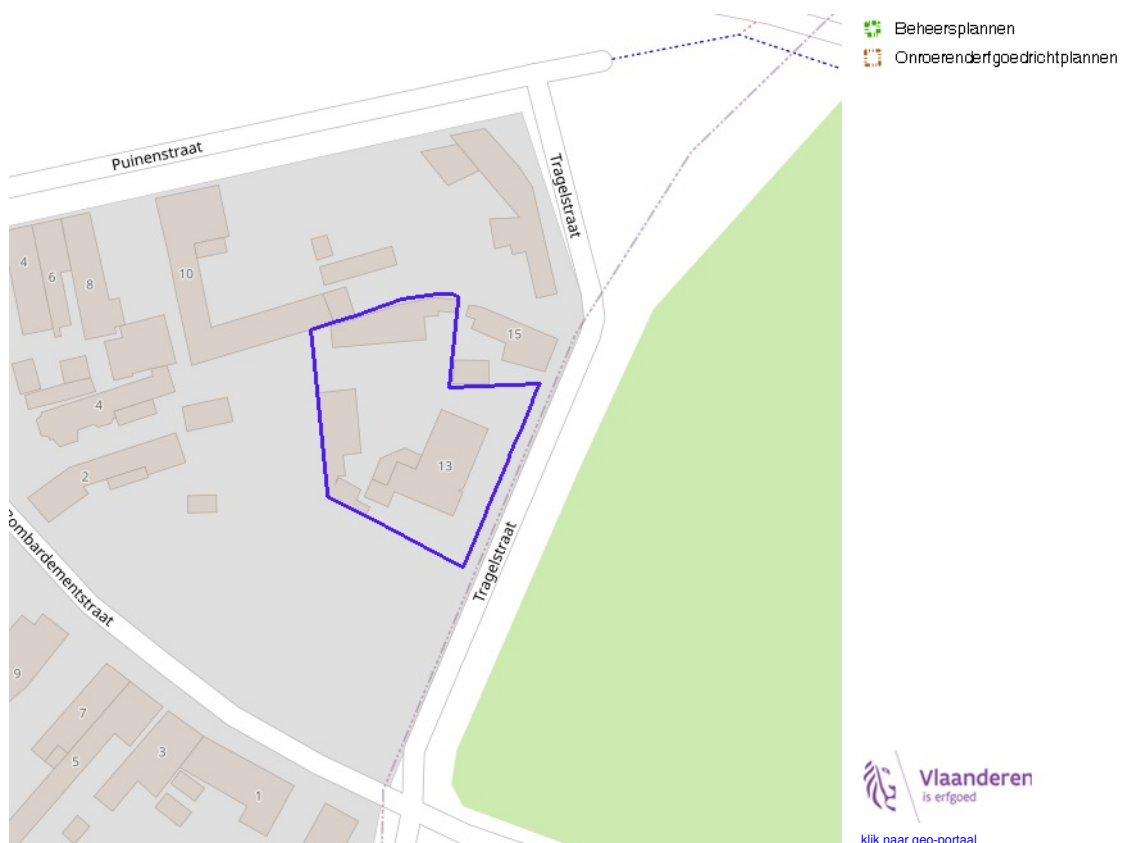 Beheersplannen
Onroerenderfgoedrichtplannen
Puinenstraat
Tragelstraat
4
6
8
10
15
4
13
2
Bombardementstraat
Tragelstraat
9
7
3
5
1
Vlaanderen
is erfgoed
klik naar geo-portaal